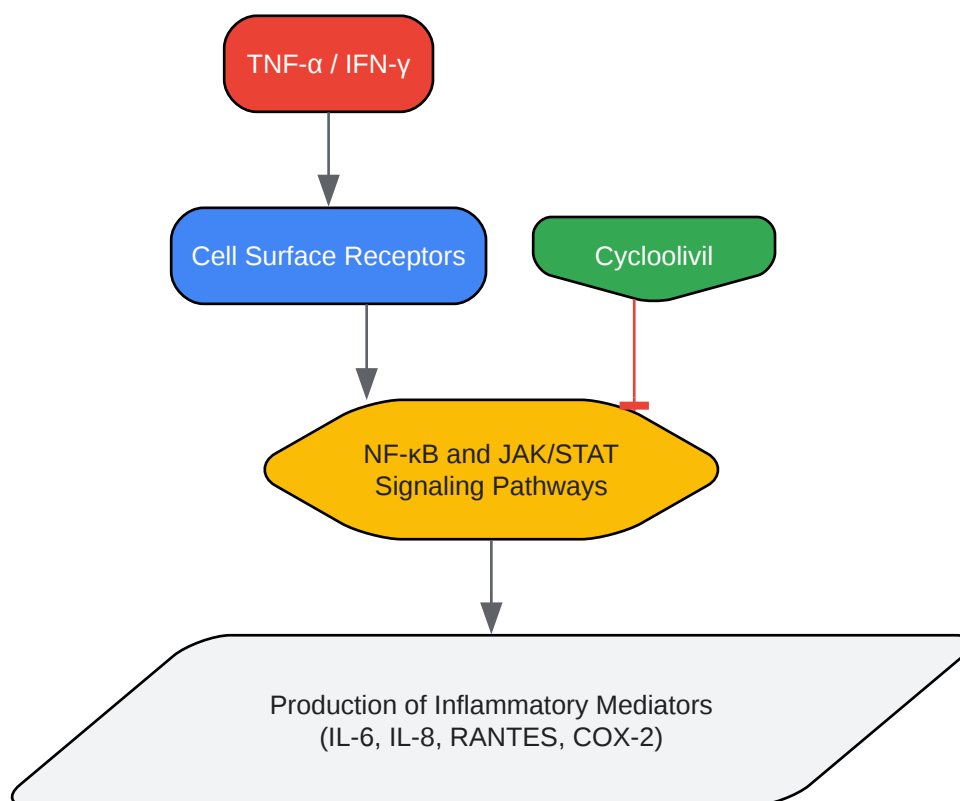 TNF-α / IFN-γ
Cell Surface Receptors
Cycloolivil
NF-κB and JAK/STAT
Signaling Pathways
Production of Inflammatory Mediators
(IL-6, IL-8, RANTES, COX-2)